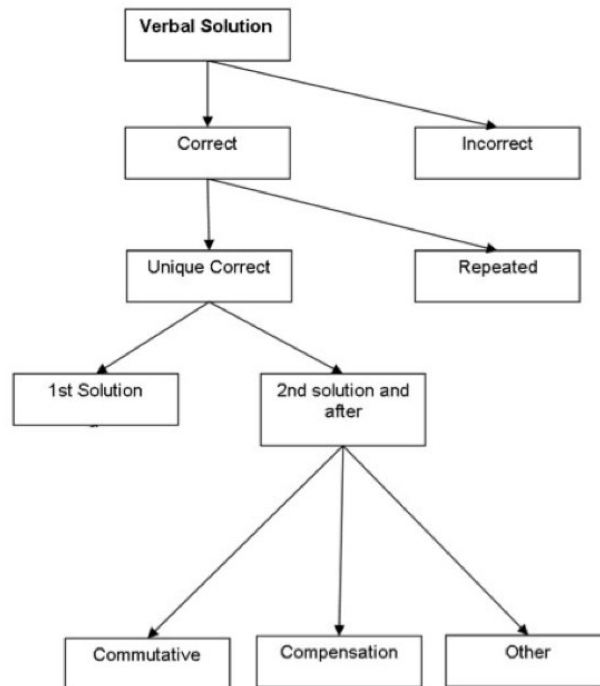 Verbal Solution
Correct
Incorrect
Unique Correct
Repeated
1st Solution
2nd solution and
after
Commutative
Compensation
Other